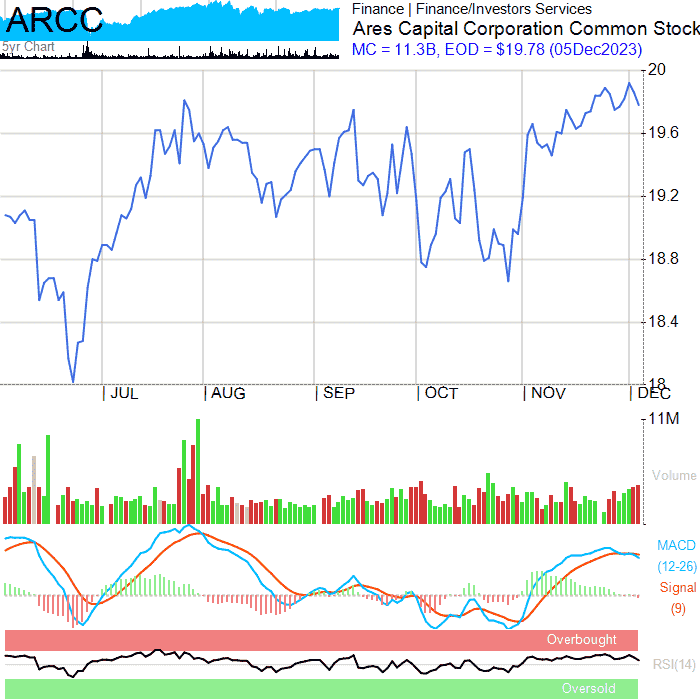 ARCC
5yr Chart
Finance | Finance/Investors Services
Ares Capital Corporation Common Stock
MC = 11.3B, EOD = $19.78 (05Dec2023)
20
19.6
19.2
18.8
18.4
18
JUL AUG SEP OCT NOV DEC
11M
Volume
MACD
(12-26)
Signal
(9)
Overbought
RSI(14)
Oversold